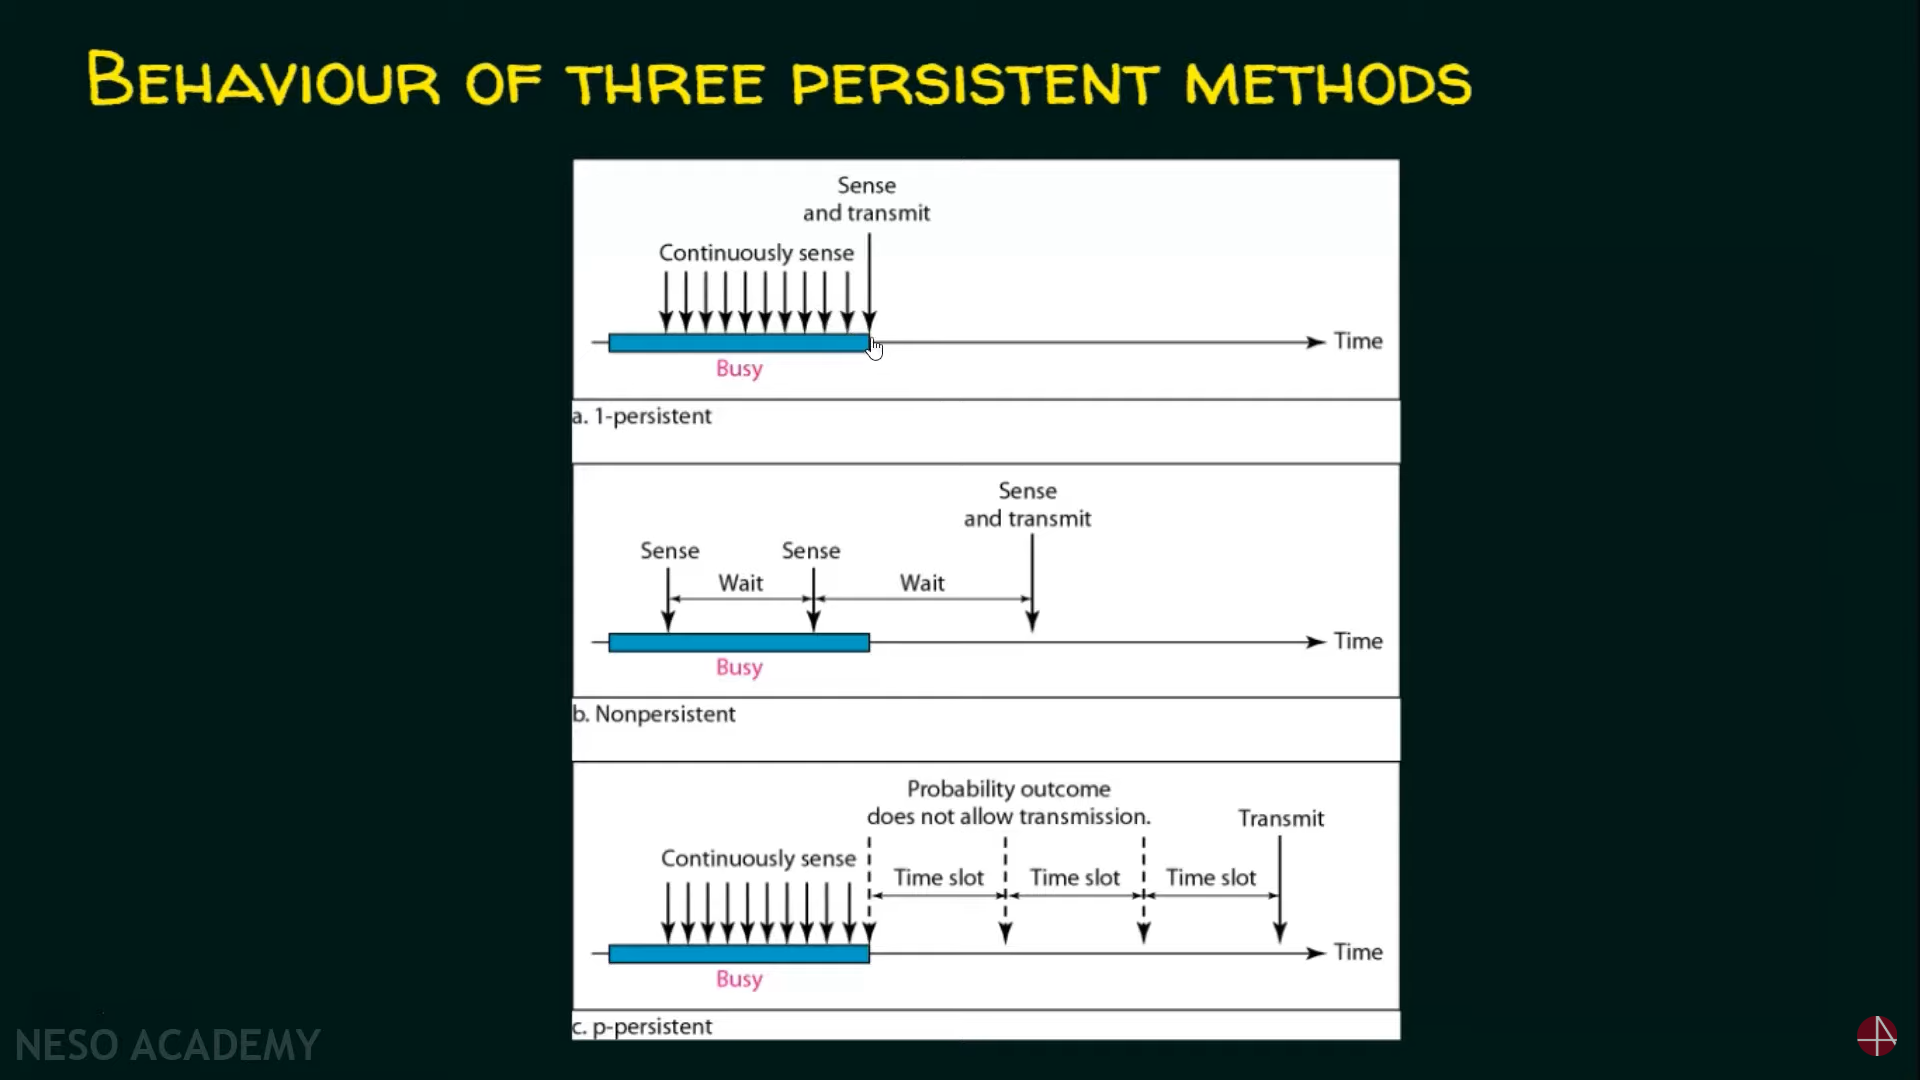 BEHAVIOUR OF THREE PERSISTENT METHODS
Sense
and transmit
Continuously sense
Time
Busy
a. 1-persistent
Sense
and transmit
Sense
Sense
Wait
Wait
Time
Busy
b. Nonpersistent
Probability outcome
does not allow transmission.
Transmit
Continuously sense
Time slot
Time slot
Time slot
Time
Busy
c. p-persistent
NESO ACADEMY